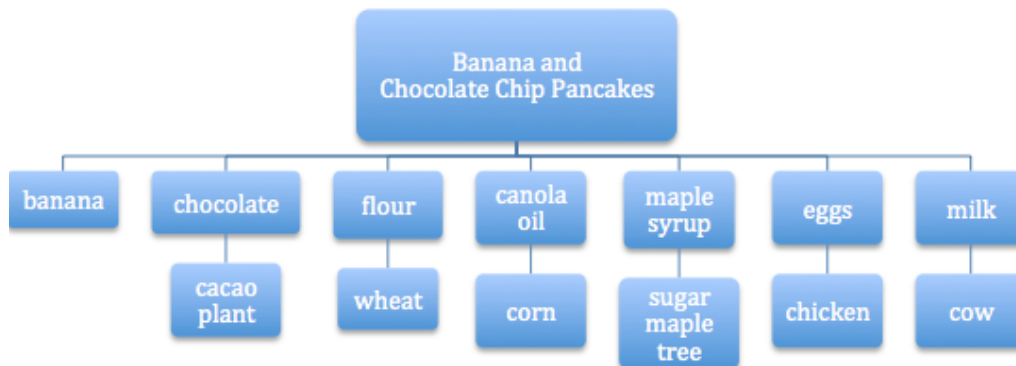 Banana and
Chocolate Chip Pancakes
banana
chocolate
flour
canola
oil
maple
syrup
eggs
milk
cacao
plant
wheat
corn
sugar
maple
tree
chicken
cow